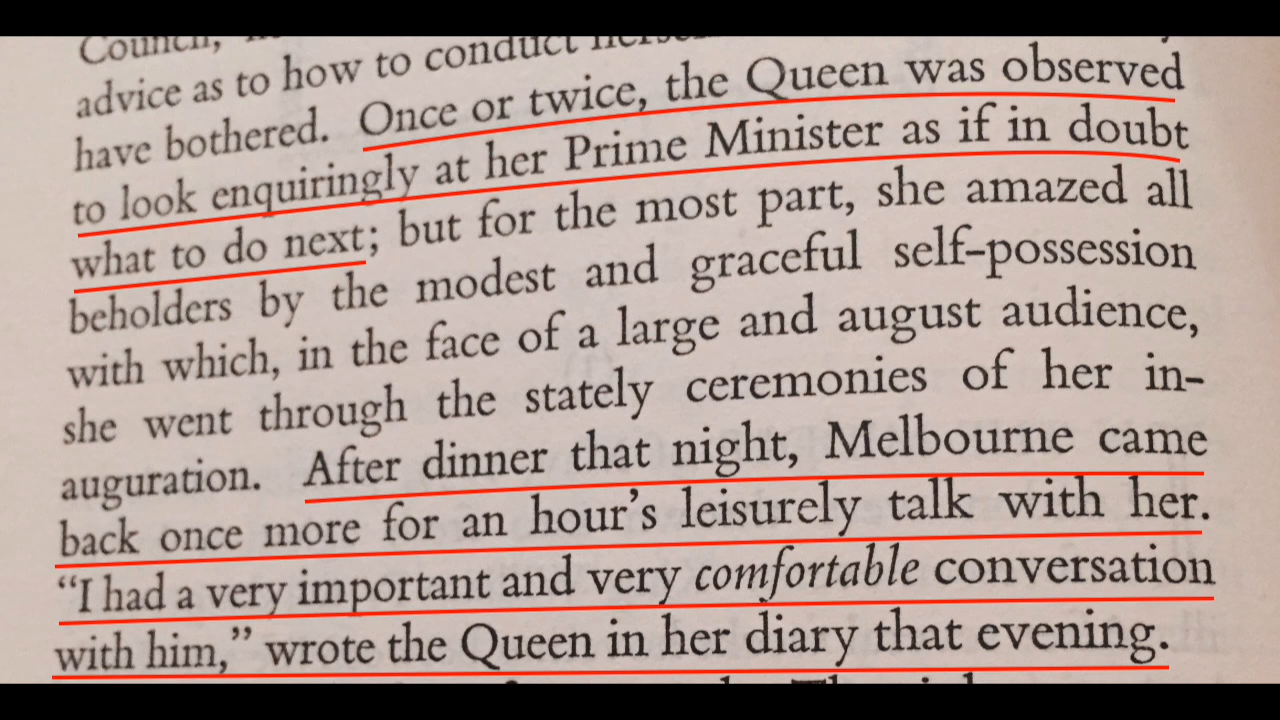 Council,
advice as to how to conduct
have bothered. Once or twice, the Queen was observed
to look enquiringly at her Prime Minister as if in doubt
what to do next; but for the most part, she amazed all
beholders by the modest and graceful self-possession
with which, in the face of a large and august audience,
she went through the stately ceremonies of her in-
auguration. After dinner that night, Melbourne came
back once more for an hour’s leisurely talk with her.
“I had a very important and very comfortable conversation
with him,” wrote the Queen in her diary that evening.